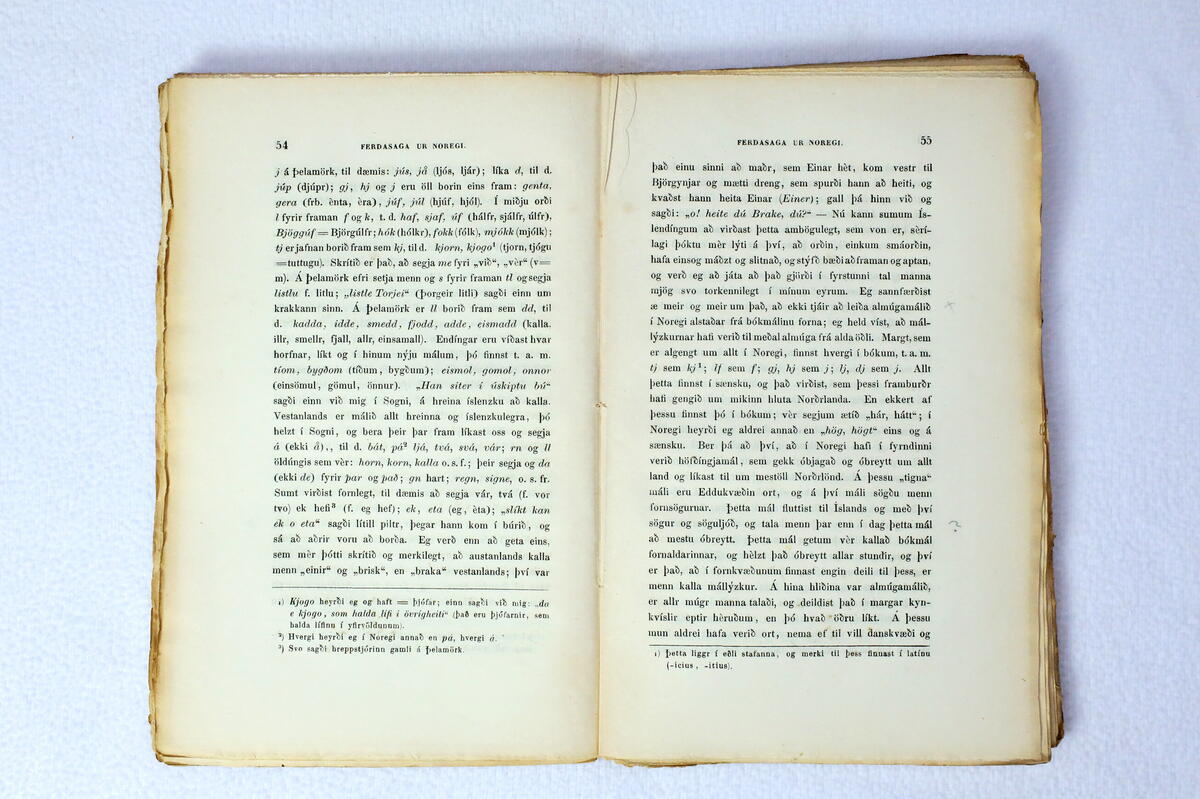 54
FERDASAGA UR NOREGI.
j á Þelamörk, til dæmis: jús, jå (ljós, ljár); líka d, til d.
júp (djúpr); gj, hj og j eru öll borin eins fram: genta,
gera (frb. ènta, èra), júf, júl (hjúf, hjól). Í miðju orði
l fyrir framan f og k, t. d. haf, sjaf, úf (hálfr, sjálfr, úlfr),
Bjöggúf = Björgúlfr; hók (hólkr), fokk (fólk), mjókk (mjólk);
tj er jafnan borið fram sem kj, til d. kjorn, kjogo¹ (tjorn, tjógu
=tuttugu). Skrítið er það, að segja me fyri „við“, „vèr“ (v=
m). Á Þelamörk efri setja menn og s fyrir framan tl og segja
listlu f. litlu; „listle Torjei“ (Þorgeir litli) sagði einn um
krakkann sinn. Á Þelamörk er ll borið fram sem dd, til
d. kadda, idde, smedd, fjodd, adde, eismadd (kalla.
illr, smellr, fjall, allr, einsamall). Endíngar eru víðast hvar
horfnar, líkt og í hinum nýju málum, þó finnst t. a. m.
tíom, bygðom (tíðum, bygðum); eismol, gomol, onnor
(einsömul, gömul, önnur). „Han siter i úskiptu bú“
sagði einn við mig í Sogni, á hreina íslenzku að kalla.
Vestanlands er málið allt hreinna og íslenzkulegra, þó
helzt í Sogni, og bera þeir þar fram líkast oss og segja
á (ekki å)., til d. båt, på² ljá, tvá, svá, vár; rn og ll
öldúngis sem vèr: horn, korn, kalla o. s. f.; þeir segja og da
(ekki de) fyrir þar og það; gn hart; regn, signe, o. s. fr.
Sumt virðist fornlegt, til dæmis að segja vár, tvá (f. vor
tvo) ek hefi³ (f. eg hef); ek, eta (eg, èta); „slíkt kan
ék o eta“ sagði lítill piltr, þegar hann kom í búrið, og
sá að aðrir voru að borða. Eg verð enn að geta eins,
sem mèr þótti skrítið og merkilegt, að austanlands kalla
menn „einir“ og „brisk“, en „braka“ vestanlands; því var
¹) Kjogo heyrði eg og haft = þjófar; einn sagði við mig: „da
e kjogo, som halda lifi i övrigheiti“ (það eru þjófarnir, sem
halda lífinu í yfirvöldunum).
²) Hvergi heyrði eg í Noregi annað en på, hvergi á.
³) Svo sagði hreppstjórinn gamli á Þelamörk.
FERDASAGA UR NOREGI.
55
það einu sinni að maðr, sem Einar hèt, kom vestr til
Björgynjar og mætti dreng, sem spurði hann að heiti, og
kvaðst hann heita Einar (Einer); gall þá hinn við og
sagði: „o! heite dú Brake, dú?“ — Nú kann sumum Ís-
lendíngum að virðast þetta ambögulegt, sem von er, sèrí-
lagi þóktu mèr lýti á því, að orðin, einkum smáorðin,
hafa einsog máðzt og slitnað, og stýfð bæði að framan og aptan,
og verð eg að játa að það gjörði í fyrstunni tal manna
mjög svo torkennilegt í mínum eyrum. Eg sannfærðist
æ meir og meir um það, að ekki tjáir að leiða almúgamálið
í Noregi alstaðar frá bókmálinu forna; eg held víst, að mál-
lýzkurnar hafi verið til meðal almúga frá alda öðli. Margt, sem
er algengt um allt í Noregi, finnst hvergi í bókum, t. a. m.
tj sem kj¹; lf sem f; gj, hj sem j; lj, dj sem j. Allt
þetta finnst í sænsku, og það virðist, sem þessi framburðr
hafi gengið um mikinn hluta Norðrlanda. En ekkert af
þessu finnst þó í bókum; vèr segjum ætíð „hár, hátt“; í
Noregi heyrði eg aldrei annað en „hög, högt“ eins og á
sænsku. Ber þá að því, að í Noregi hafi í fyrndinni
verið höfðíngjamál, sem gekk óbjagað og óbreytt um allt
land og líkast til um mestöll Norðrlönd. Á þessu „tigna“
máli eru Eddukvæðin ort, og á því máli sögðu menn
fornsögurnar. Þetta mál fluttist til Íslands og með því
sögur og söguljóð, og tala menn þar enn í dag þetta mál
að mestu óbreytt. Þetta mál getum vèr kallað bókmál
fornaldarinnar, og hèlzt það óbreytt allar stundir, og því
er það, að í fornkvæðunum finnast engin deili til þess, er
menn kalla mállýzkur. Á hina hliðina var almúgamálið,
er allr múgr manna talaði, og deildist það í margar kyn-
kvíslir eptir hèruðum, en þó hvað öðru líkt. Á þessu
mun aldrei hafa verið ort, nema ef til vill danskvæði og
¹) Þetta liggr í eðli stafanna, og merki til þess finnast í latínu
(-icius, -itius).
?